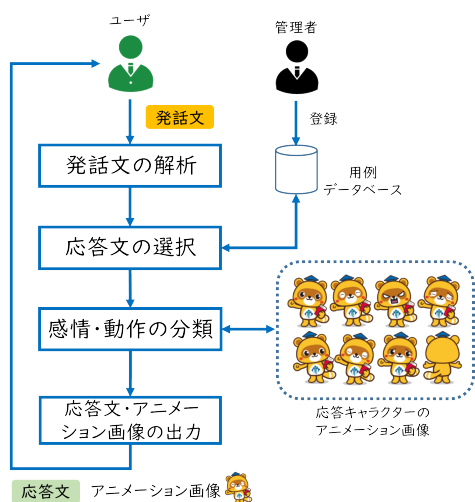 ユーザ
管理者
発話文
登録
発話文の解析
用例
データベース
応答文の選択
感情・動作の分類
応答文・アニメー
ション画像の出力
応答キャラクターの
アニメーション画像
応答文 アニメーション画像